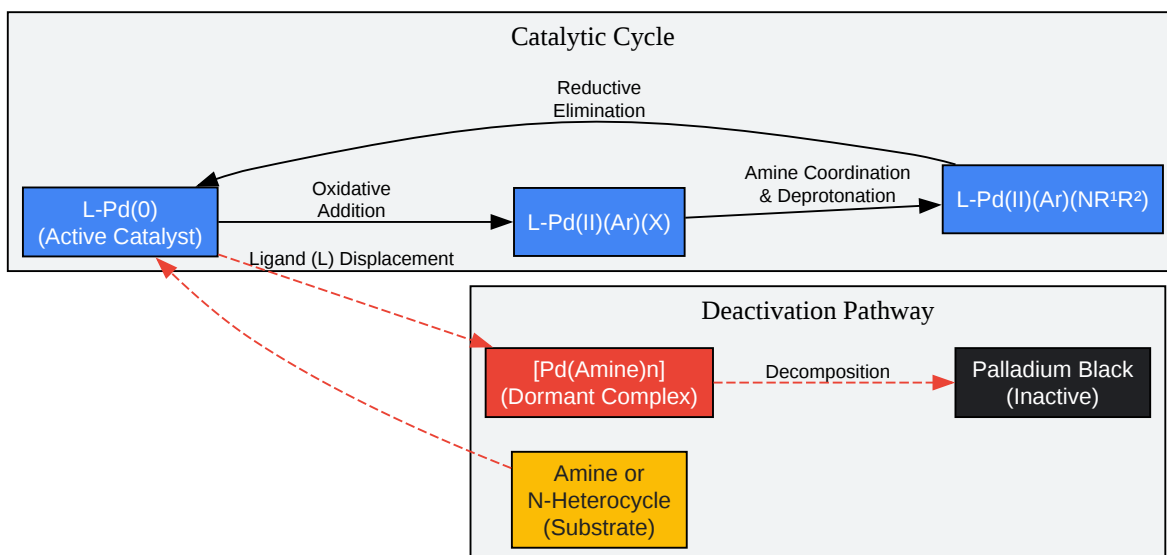 Catalytic Cycle
Reductive
Elimination
Oxidative
Addition
Amine Coordination
& Deprotonation
L-Pd(0)
(Active Catalyst)
L-Pd(II)(Ar)(X)
L-Pd(II)(Ar)(NR¹R²)
Ligand (L) Displacement
Deactivation Pathway
[Pd(Amine)n]
(Dormant Complex)
Decomposition
Palladium Black
(Inactive)
Amine or
N-Heterocycle
(Substrate)